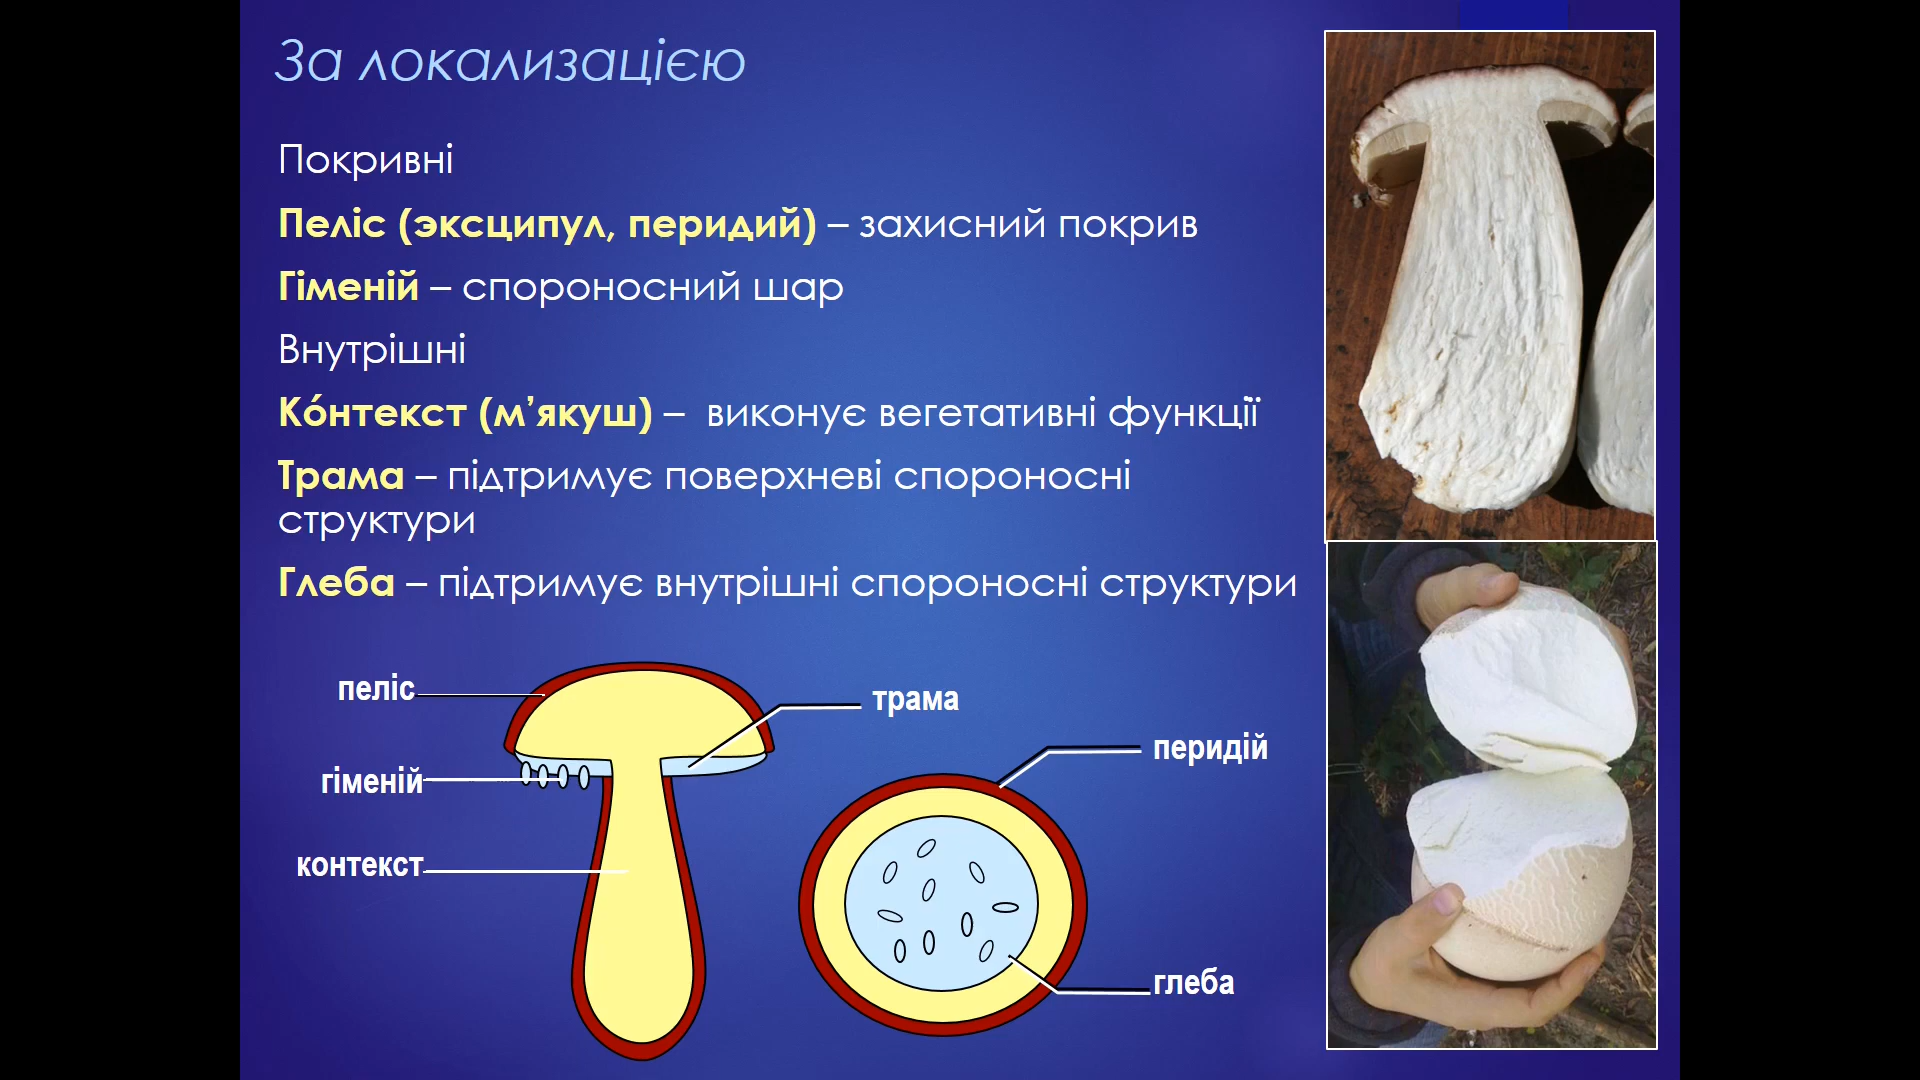 За локализацією
Покривні
Пеліс (эксципул, перидий) – захисний покрив
Гіменій – спороносний шар
Внутрішні
Ко́нтекст (м’якуш) –  виконує вегетативні функції
Трама – підтримує поверхневі спороносні
структури
Глеба – підтримує внутрішні спороносні структури
пеліс
трама
перидій
гіменій
контекст
глеба